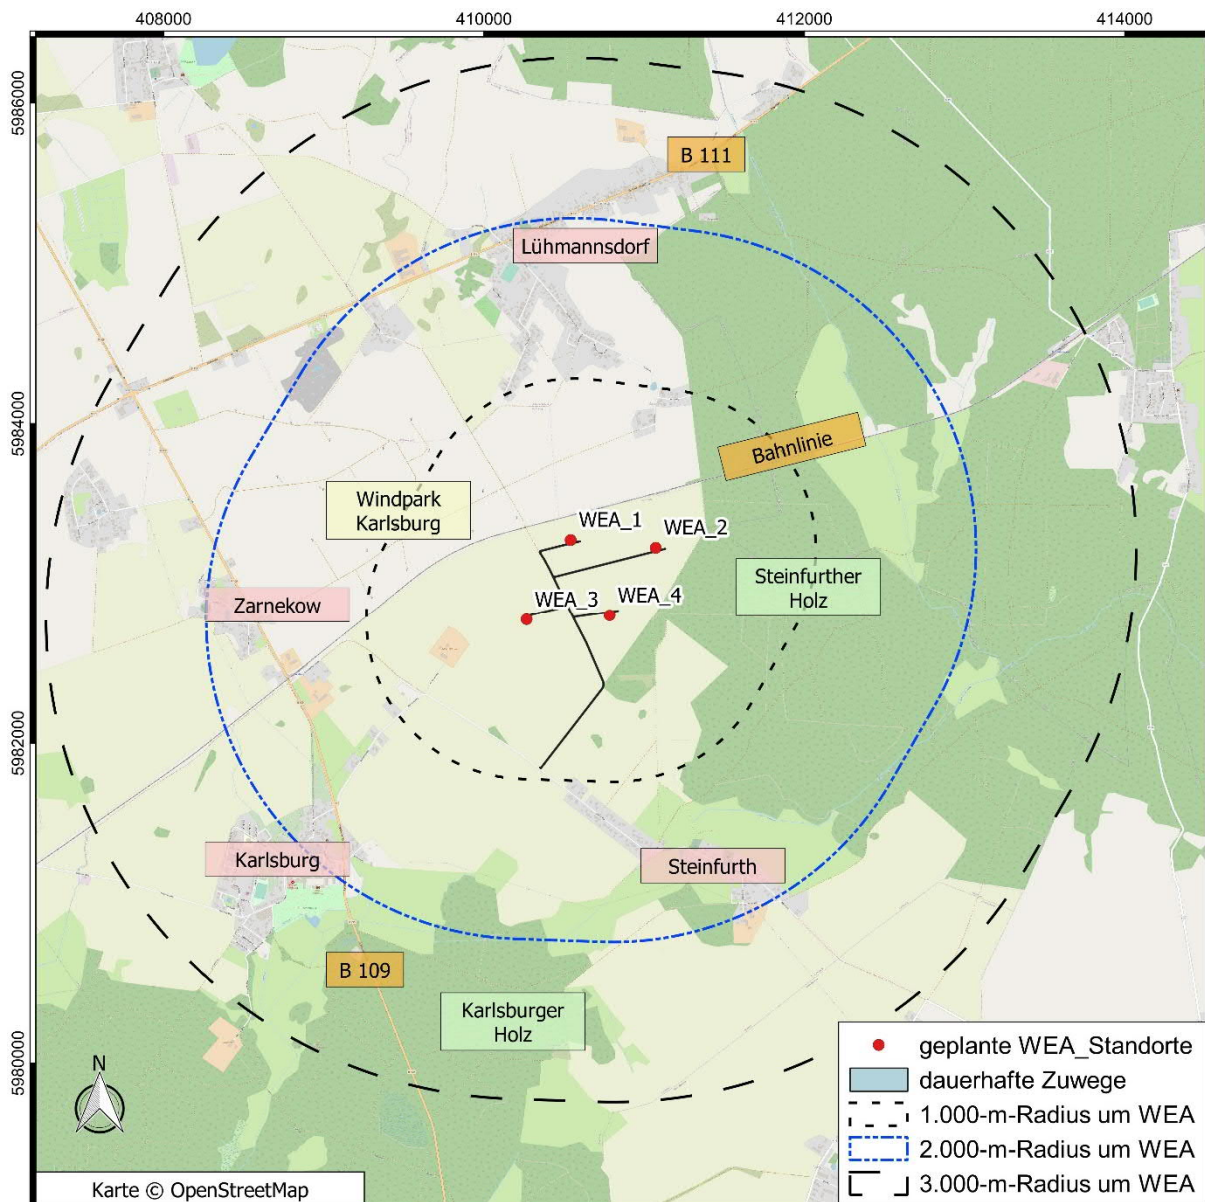 408000
410000
412000
414000
5986000
5984000
5982000
5980000
B 111
Lühmannsdorf
Bahnlinie
Windpark
Karlsburg
WEA_1
WEA_2
Steinfurther
Holz
Zarnekow
WEA_3
WEA_4
Karlsburg
Steinfurth
B 109
Karlsburger
Holz
N
geplante WEA_Standorte
dauerhafte Zuwege
1.000-m-Radius um WEA
2.000-m-Radius um WEA
3.000-m-Radius um WEA
Karte © OpenStreetMap